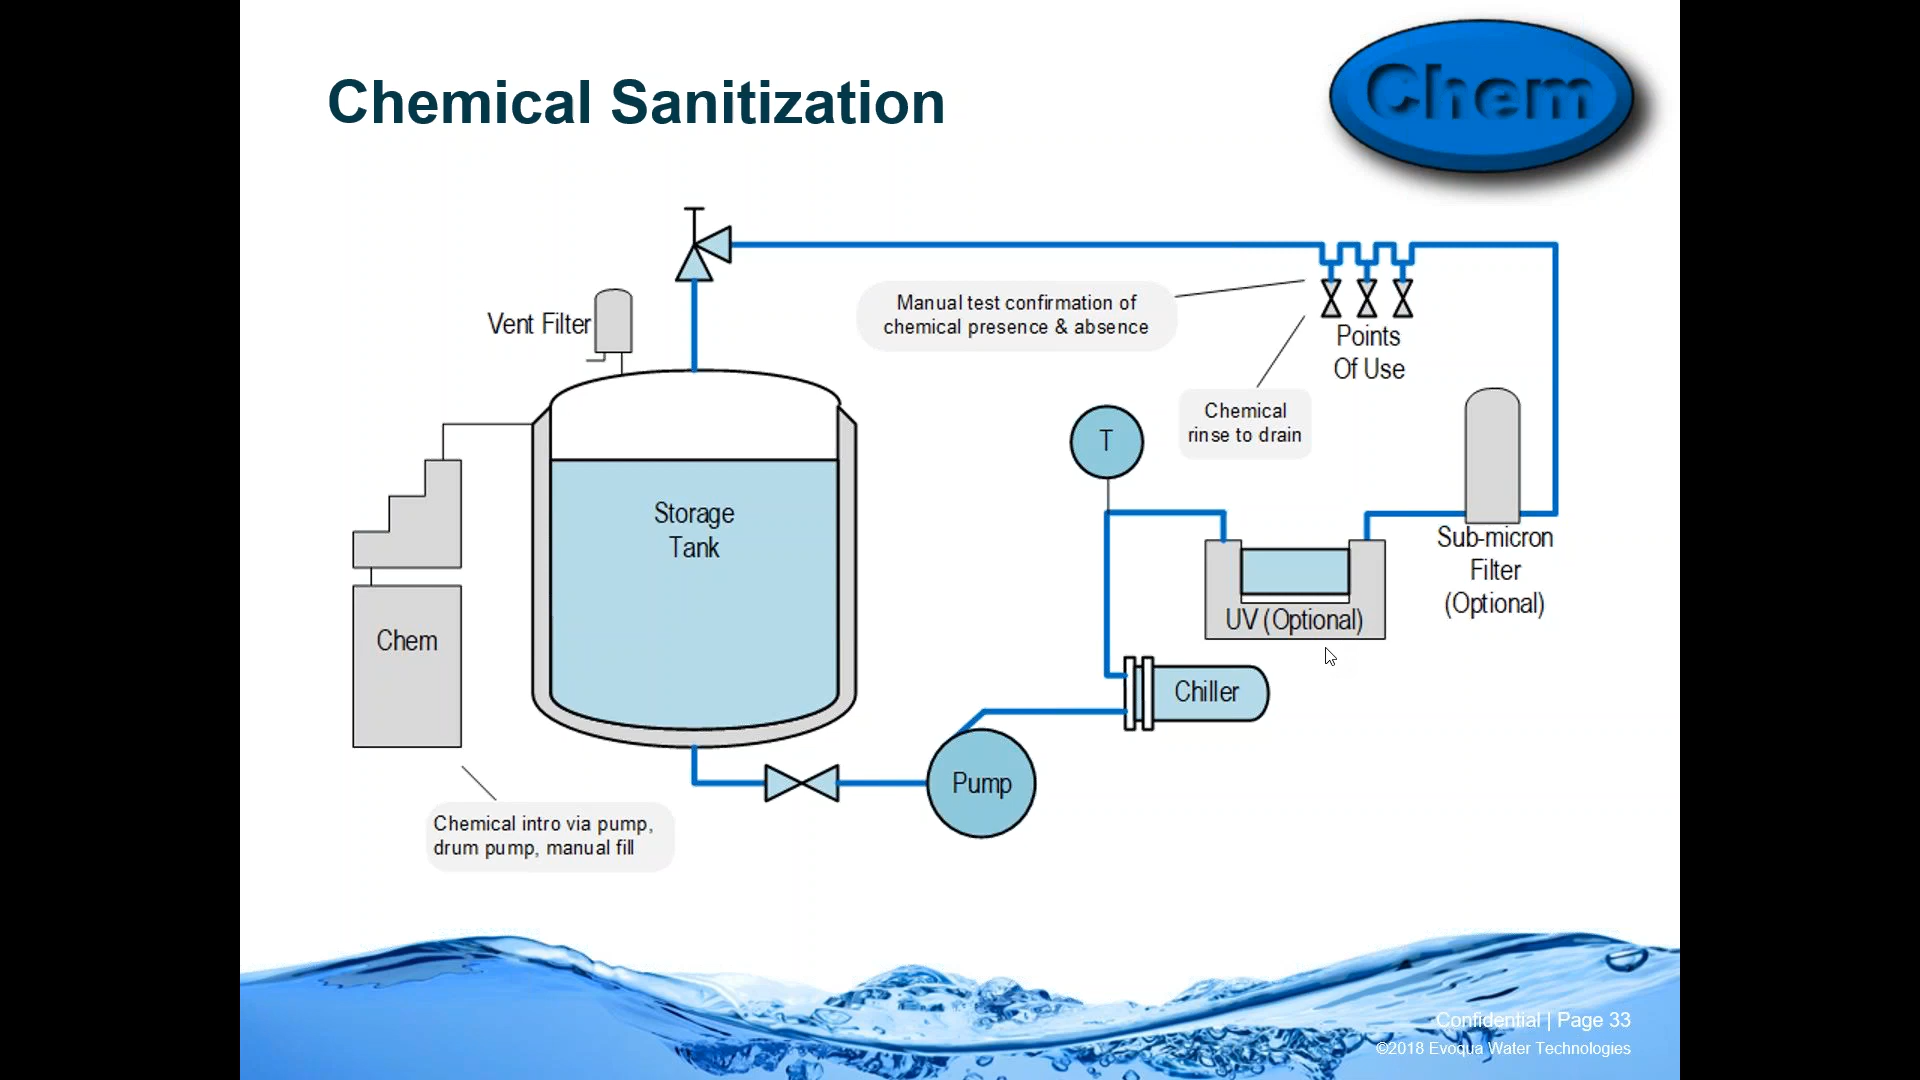 Chemical Sanitization
Chem
Vent Filter
Manual test confirmation of
chemical presence & absence
Points
Of Use
Chemical
rinse to drain
T
Storage
Tank
Sub-micron
Filter
(Optional)
UV (Optional)
Chem
Chiller
Pump
Chemical intro via pump,
drum pump, manual fill
Confidential | Page 33
©2018 Evoqua Water Technologies